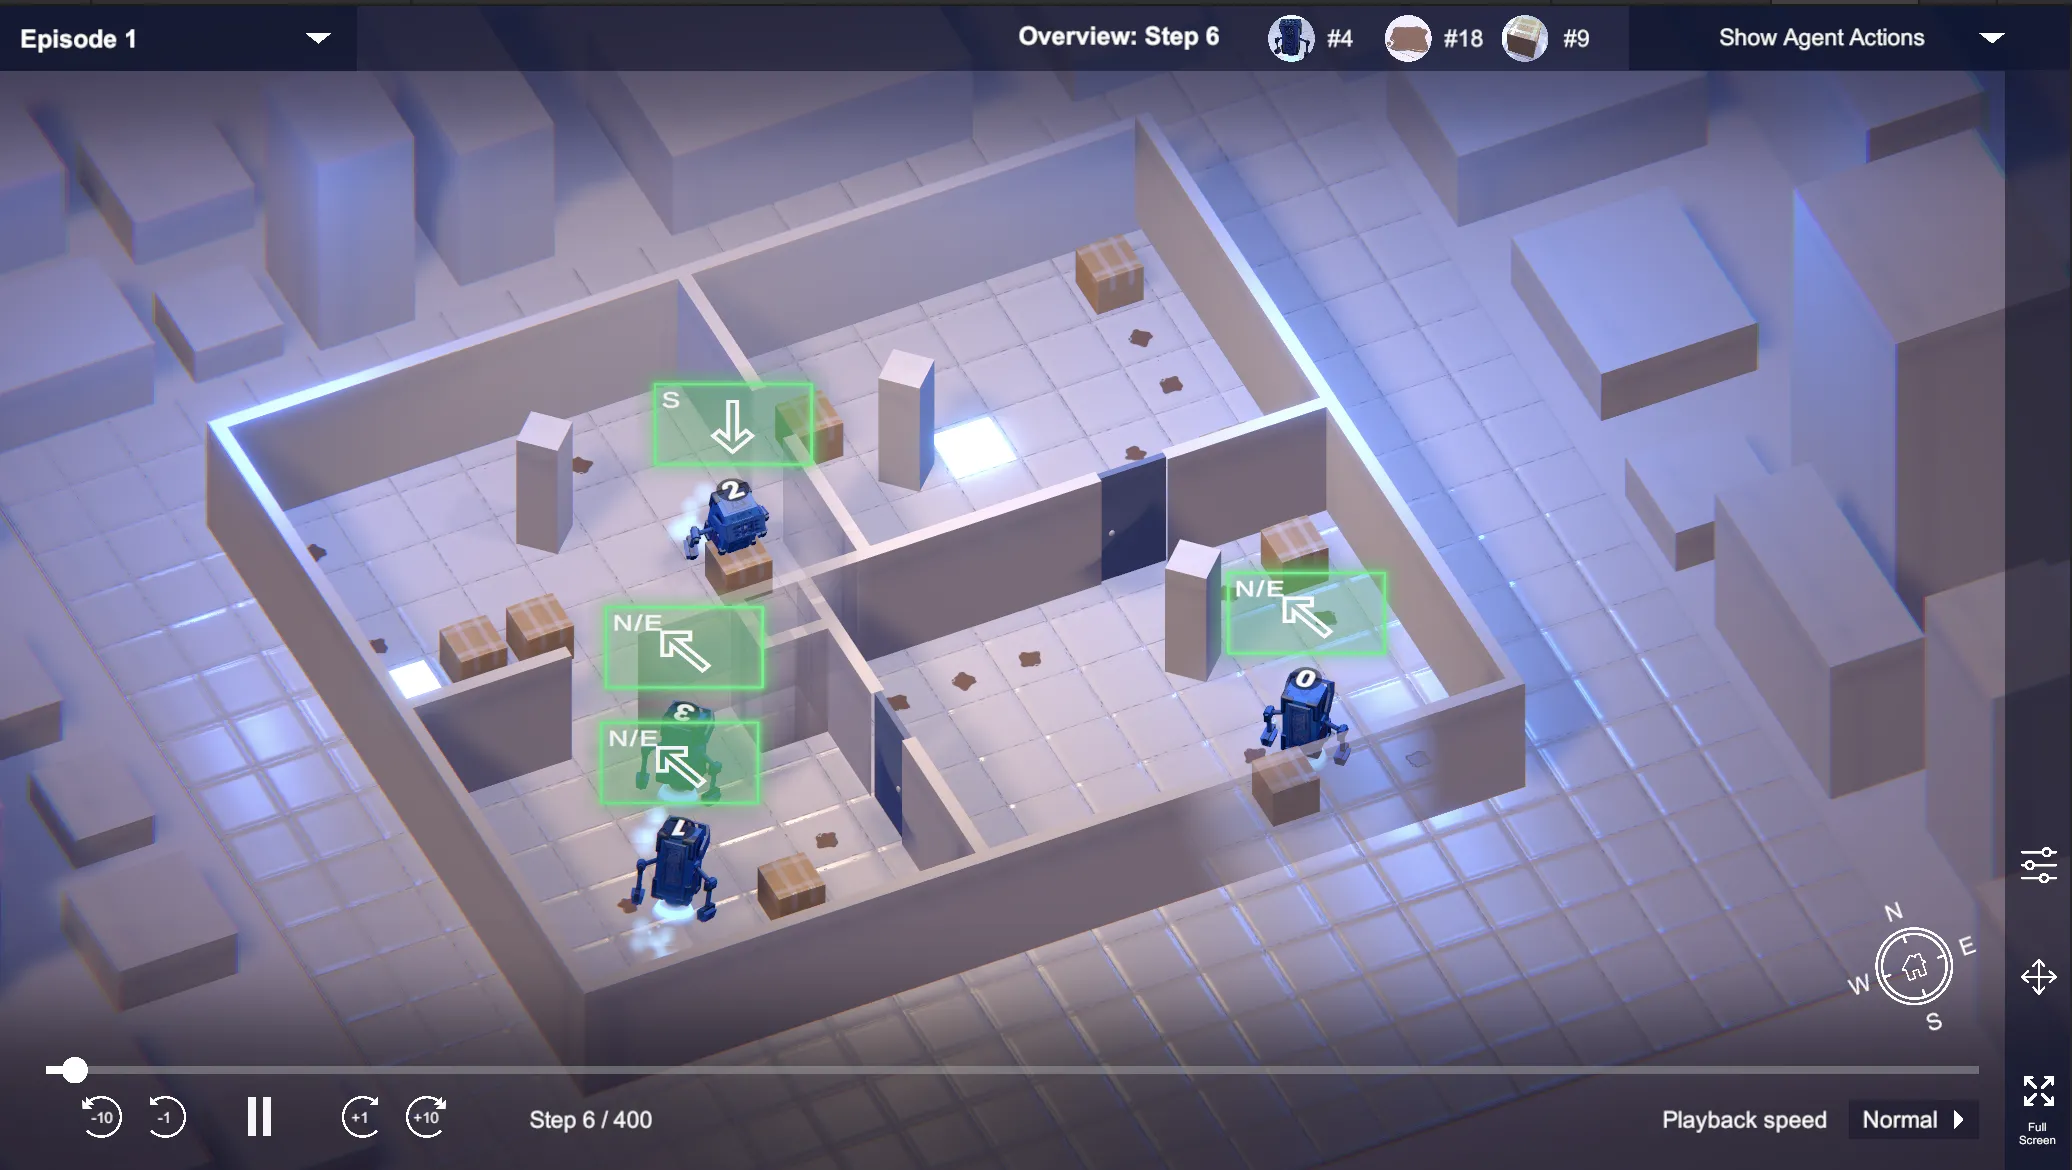 Episode 1
Overview: Step 6
#4
#18
#9
Show Agent Actions
S
2
N/E
N/E
0
3
N/E
1
N
E
W
S
-10
-1
+1
+10
Step 6 / 400
Playback speed
Normal
Full
Screen